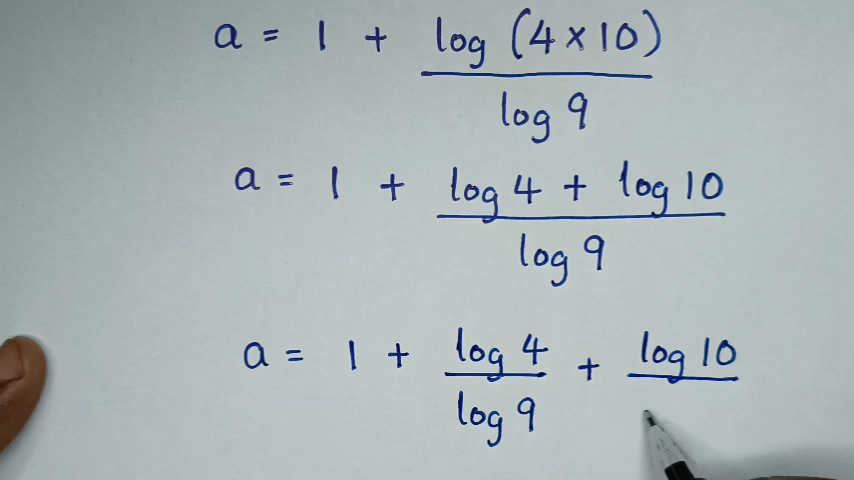 a = 1 + log (4 × 10) / log 9
a = 1 + log 4 + log 10 / log 9
a = 1 + log 4 / log 9 + log 10